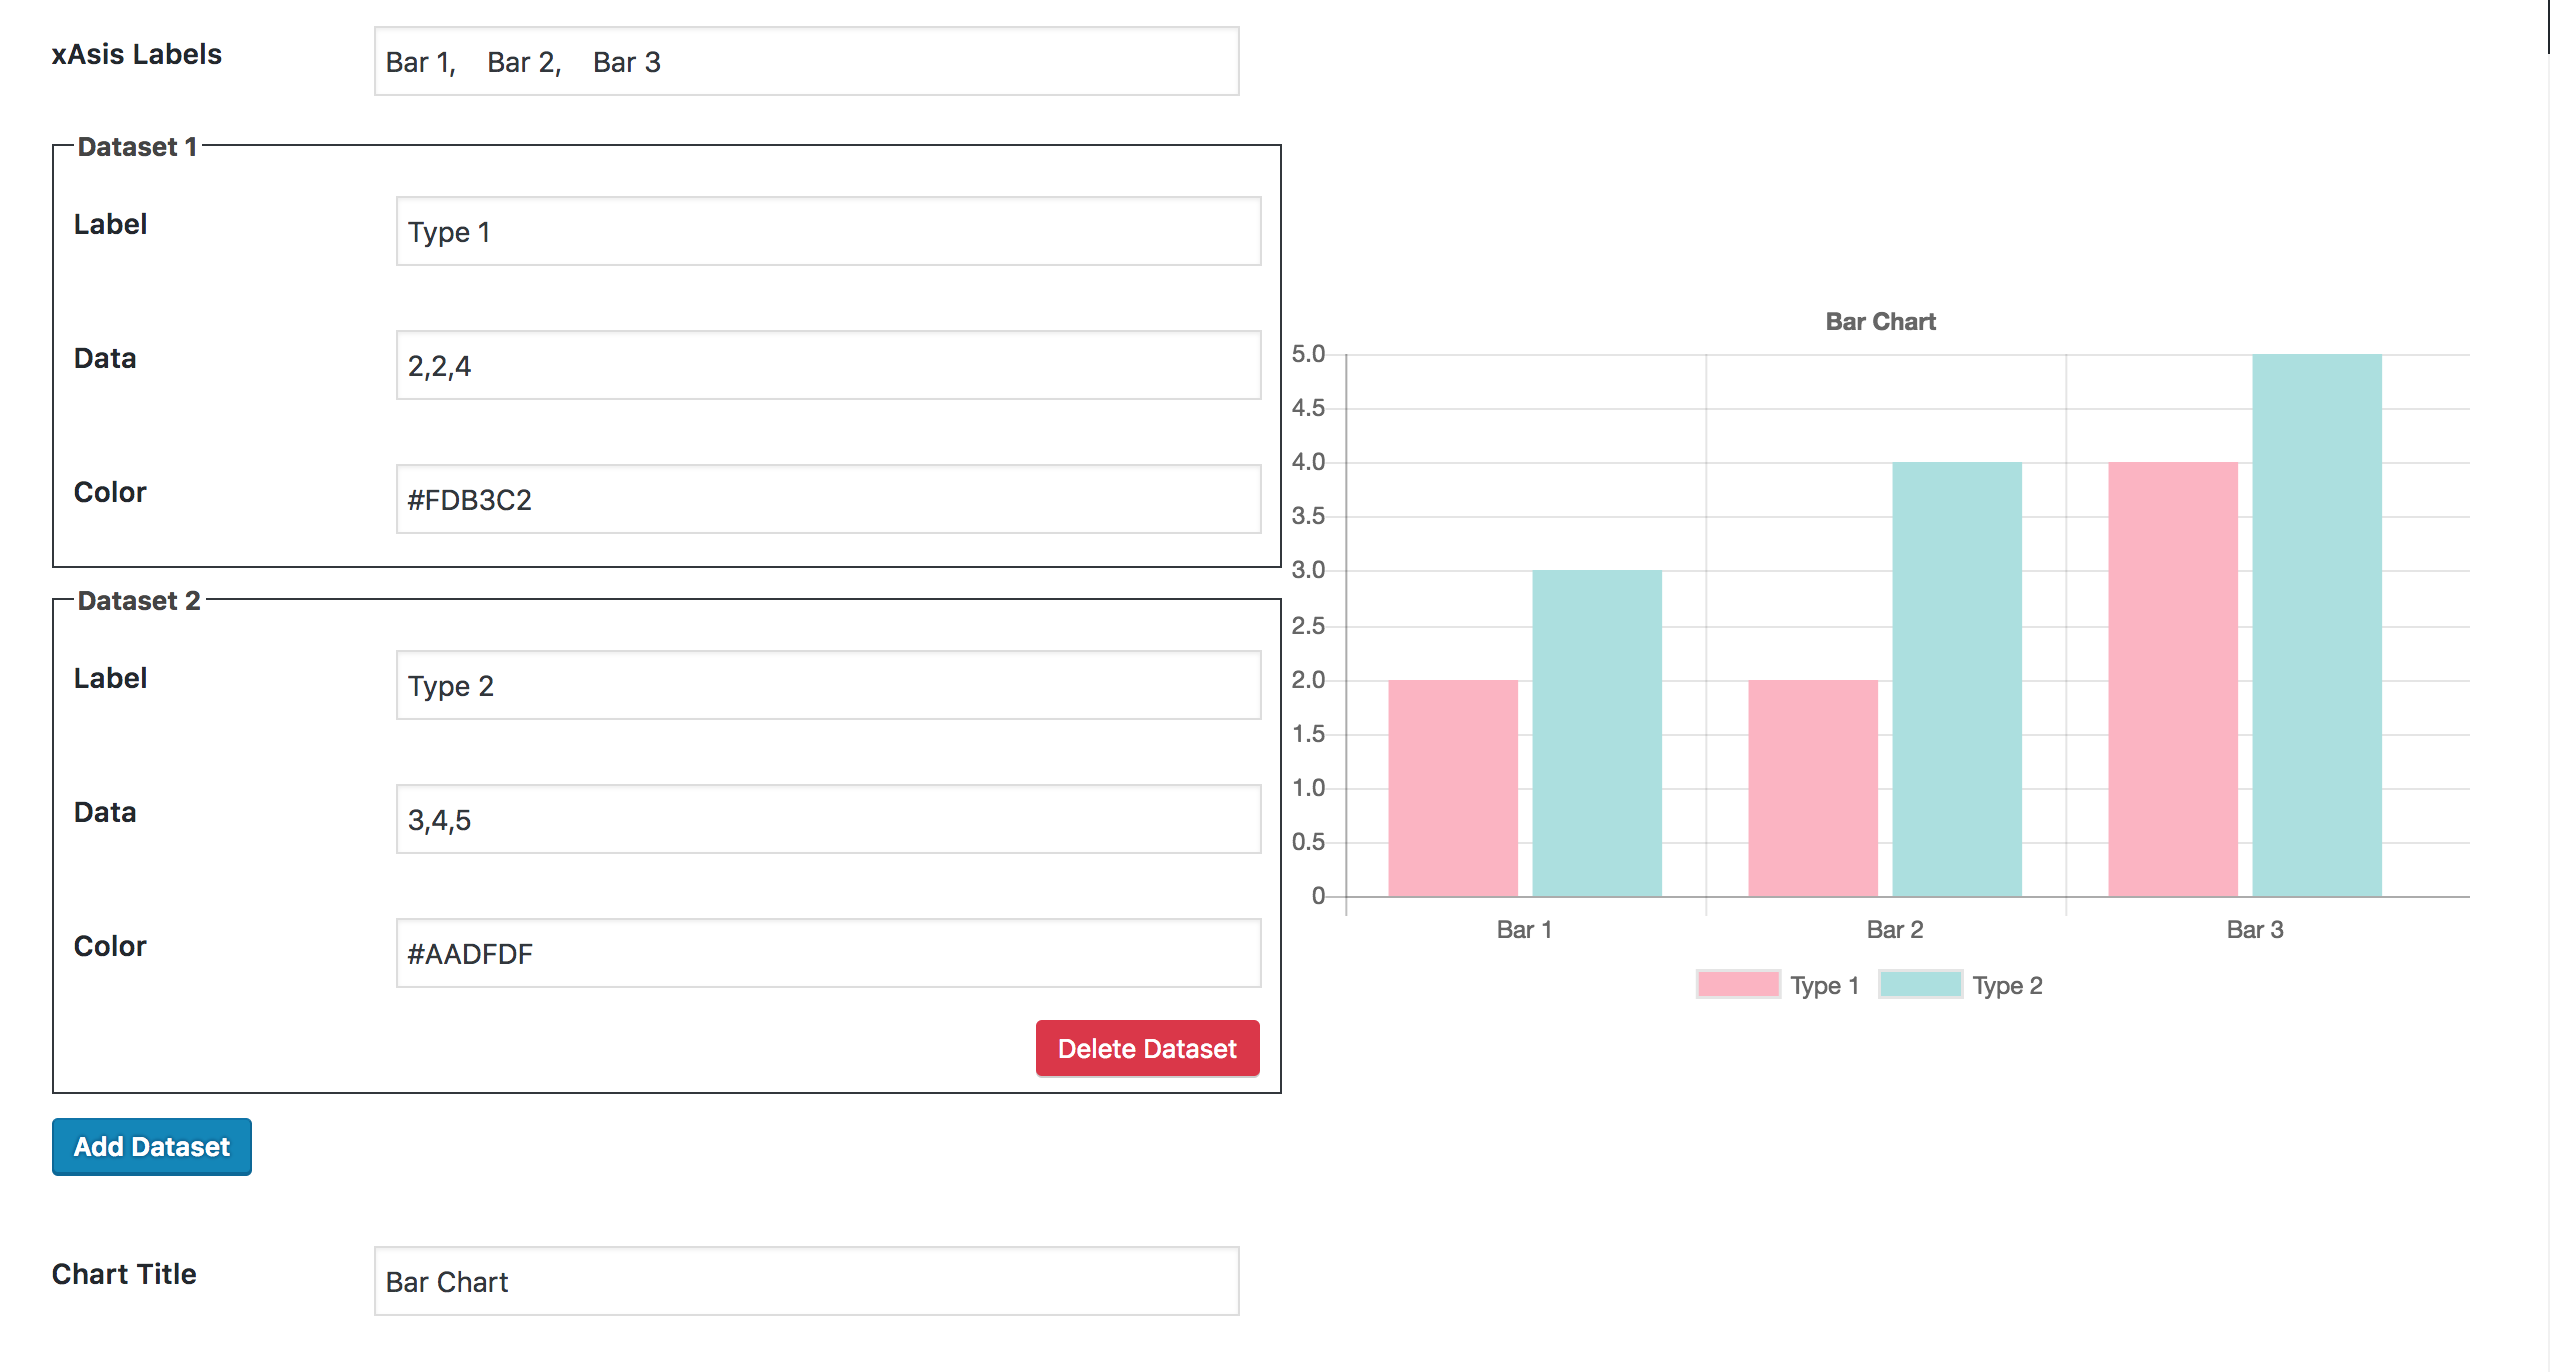 xAsis Labels
Bar 1,    Bar 2,    Bar 3
Dataset 1
Label
Type 1
Data
2,2,4
Color
#FDB3C2
Dataset 2
Label
Type 2
Data
3,4,5
Color
#AADFDF
Delete Dataset
Add Dataset
Chart Title
Bar Chart
Bar Chart
5.0
4.5
4.0
3.5
3.0
2.5
2.0
1.5
1.0
0.5
0
Bar 1 Bar 2 Bar 3
Type 1 Type 2